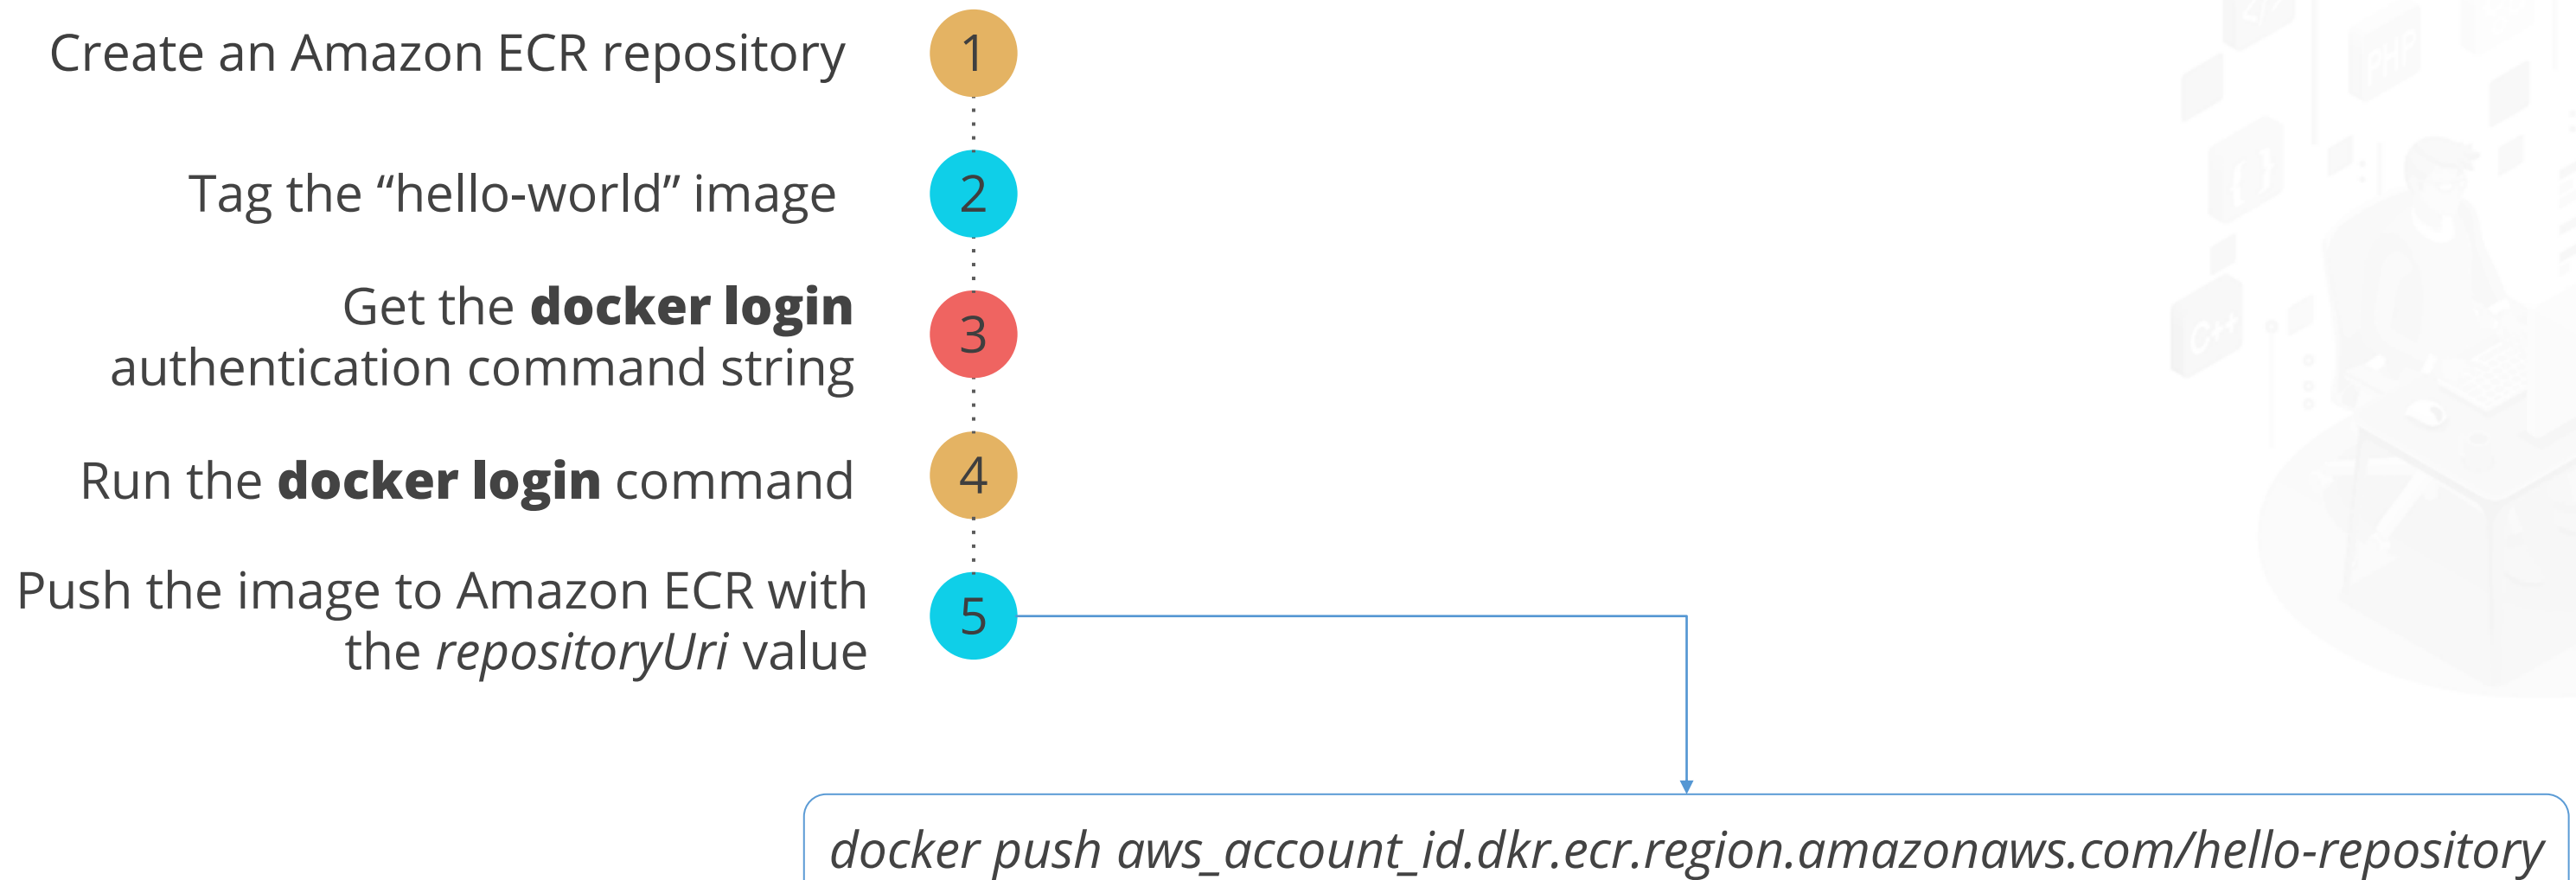 Create an Amazon ECR repository
1
Tag the “hello-world” image
2
Get the docker login
authentication command string
3
Run the docker login command
4
Push the image to Amazon ECR with
the repositoryUri value
5
docker push aws_account_id.dkr.ecr.region.amazonaws.com/hello-repository
</>
PHP
{ }
C++